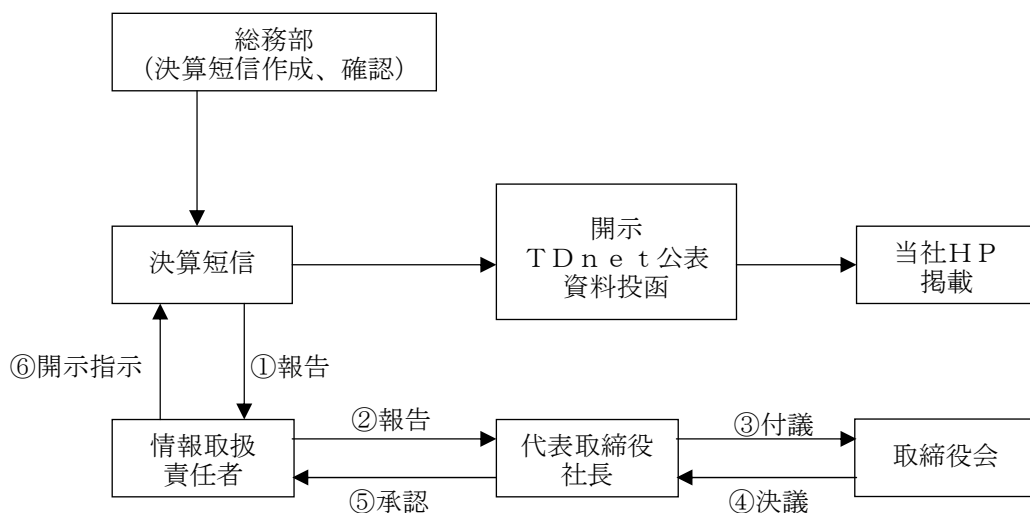 総務部
（決算短信作成、確認）
決算短信
開示
ＴＤｎｅｔ公表
資料投函
当社ＨＰ
掲載
⑥開示指示
①報告
情報取扱
責任者
②報告
⑤承認
代表取締役
社長
③付議
④決議
取締役会